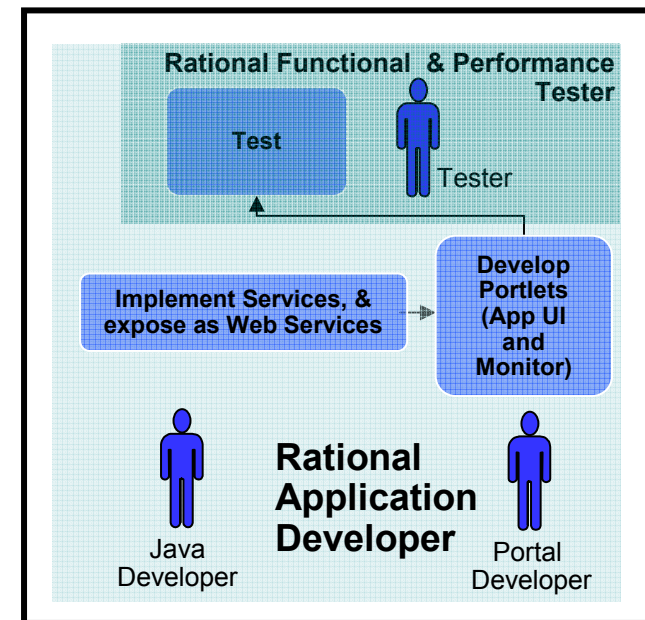 Rational Functional & Performance
Tester
Test
Tester
Implement Services, &
expose as Web Services
Develop
Portlets
(App UI
and
Monitor)
Java
Developer
Rational
Application
Developer
Portal
Developer